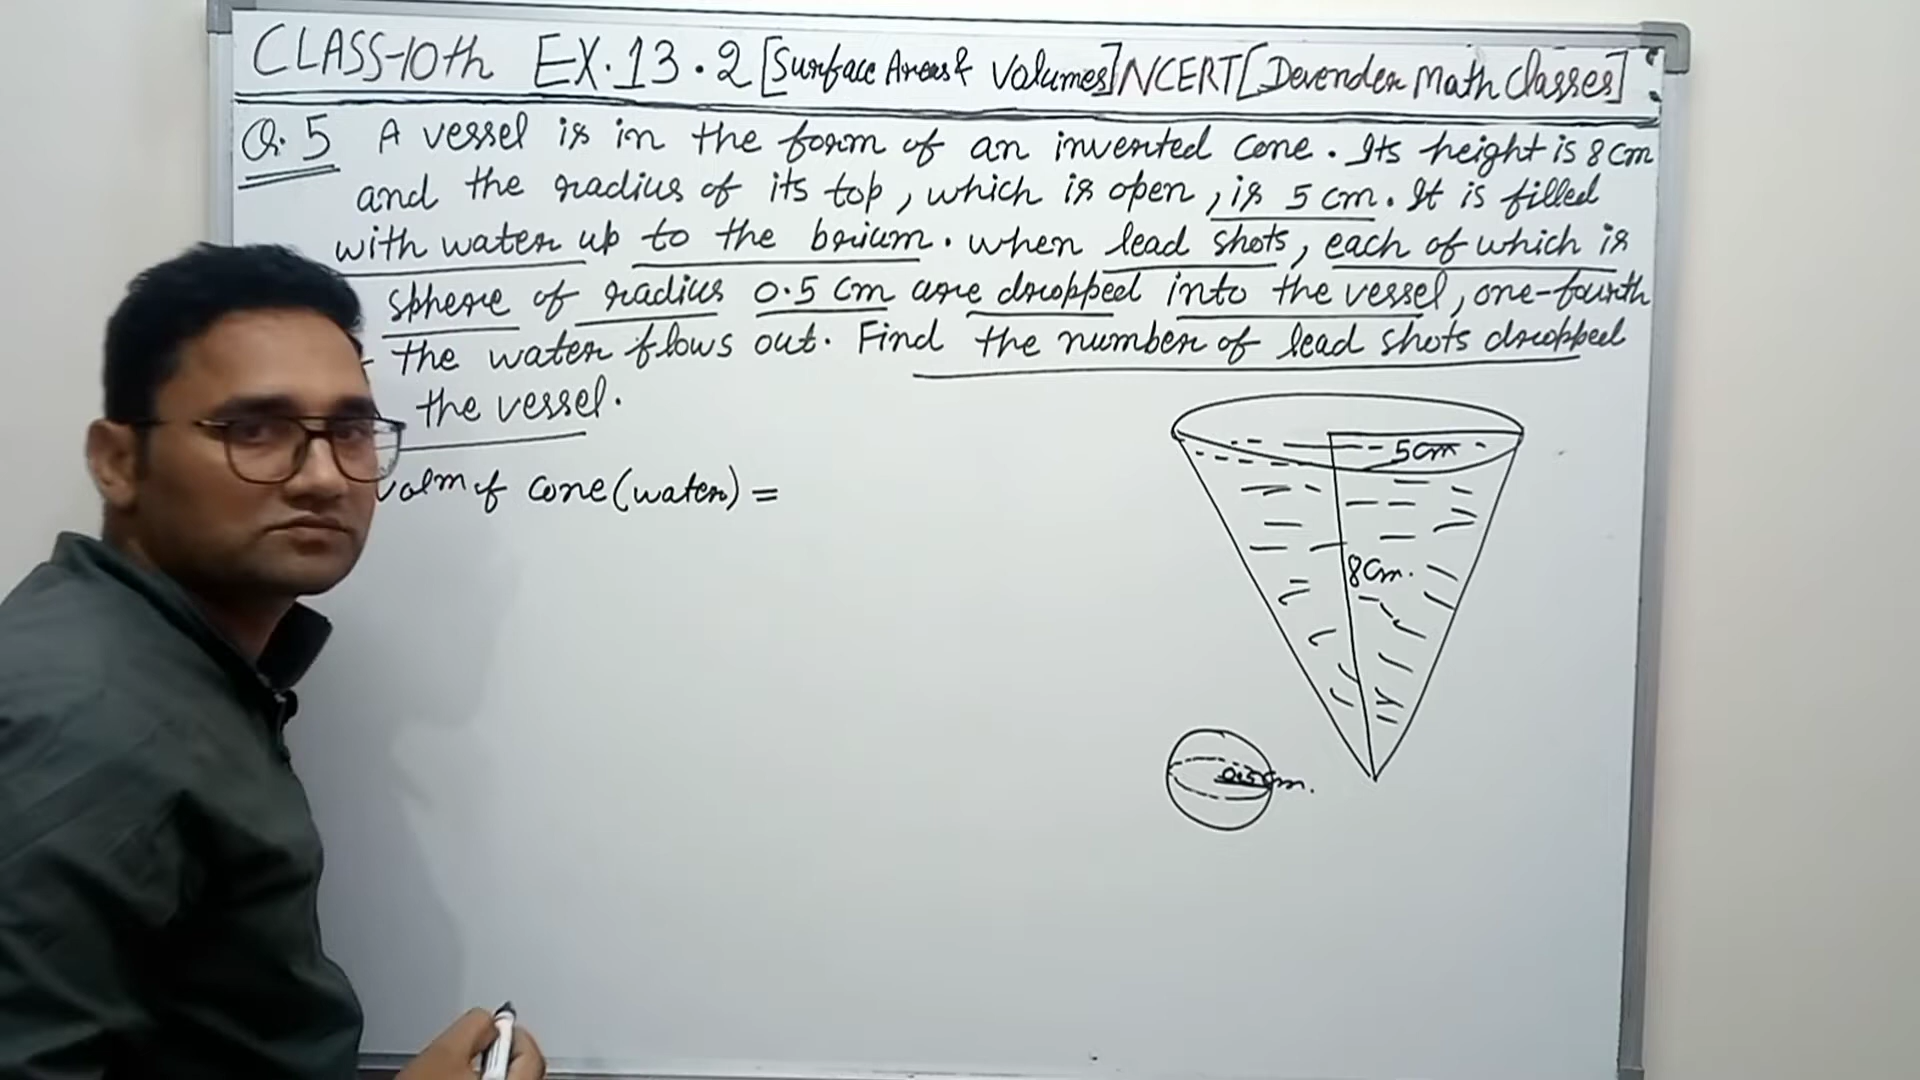 CLASS-10th EX.13.2 [Surface Areas & Volumes] NCERT [Devender Math Classes]
Q.5 A vessel is in the form of an inverted cone. Its height is 8 cm
and the radius of its top, which is open, is 5 cm. It is filled
with water up to the brium. when lead shots, each of which is
sphere of radius 0.5 cm are dropped into the vessel, one-fourth
the water flows out. Find the number of lead shots dropped
the vessel.
5cm
Volm of cone (water) =
8cm.
0.5cm.